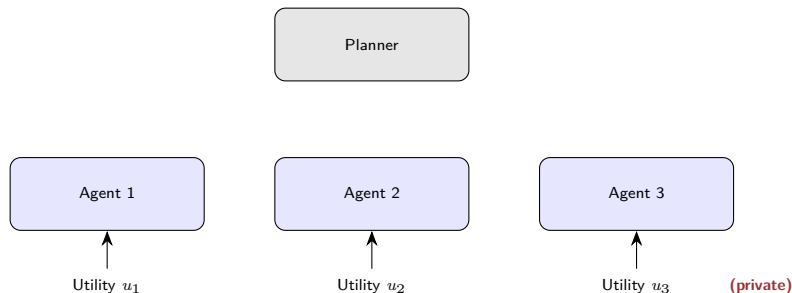 Planner
Agent 1 Agent 2 Agent 3
Utility u₁ Utility u₂ Utility u₃ (private)